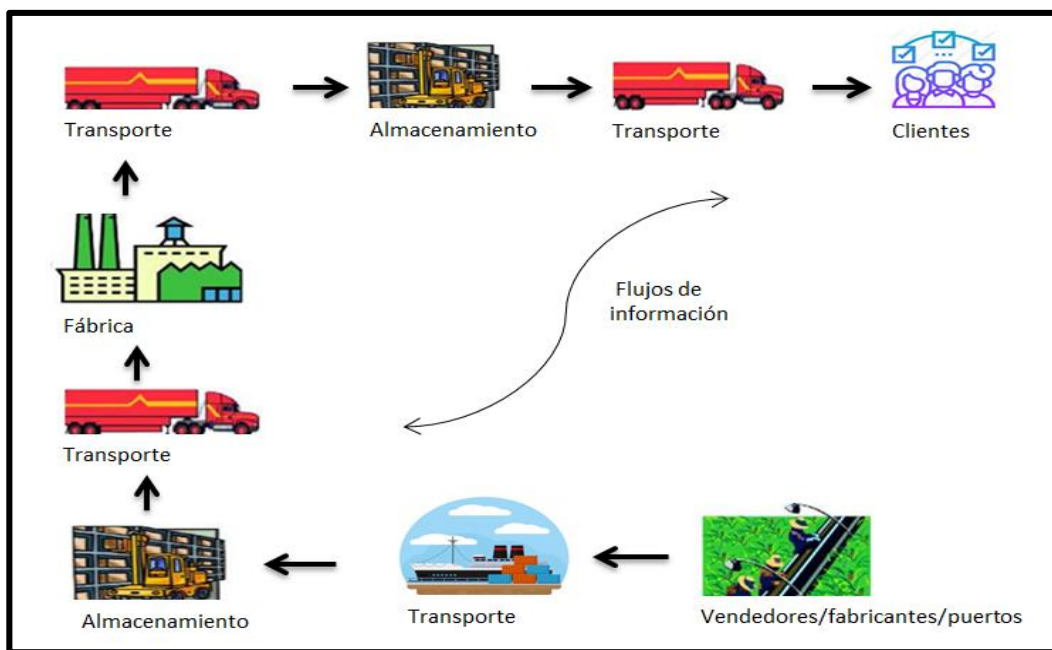 Transporte
Almacenamiento
Transporte
Clientes
Fábrica
Flujos de
información
Transporte
Almacenamiento
Transporte
Vendedores/fabricantes/puertos